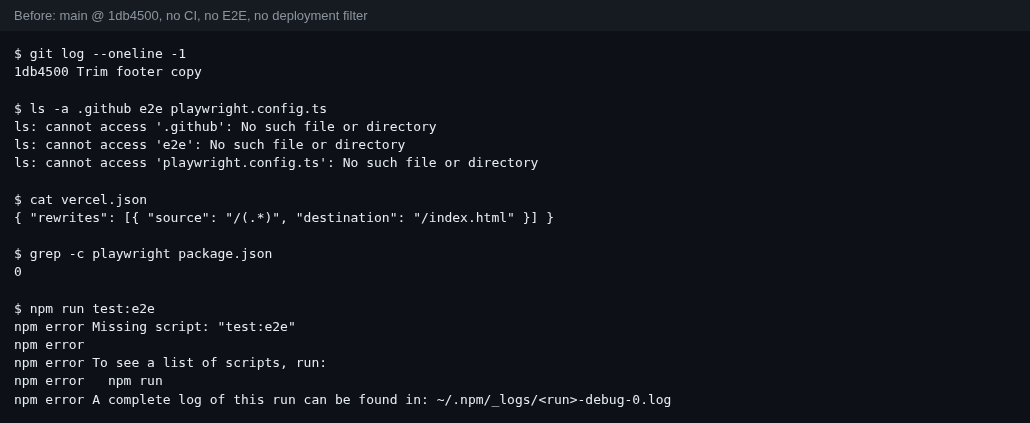 Before: main @ 1db4500, no CI, no E2E, no deployment filter
$ git log --oneline -1
1db4500 Trim footer copy
$ ls -a .github e2e playwright.config.ts
ls: cannot access '.github': No such file or directory
ls: cannot access 'e2e': No such file or directory
ls: cannot access 'playwright.config.ts': No such file or directory
$ cat vercel.json
{ "rewrites": [{ "source": "/(.*)", "destination": "/index.html" }] }
$ grep -c playwright package.json
0
$ npm run test:e2e
npm error Missing script: "test:e2e"
npm error
npm error To see a list of scripts, run:
npm error   npm run
npm error A complete log of this run can be found in: ~/.npm/_logs/<run>-debug-0.log